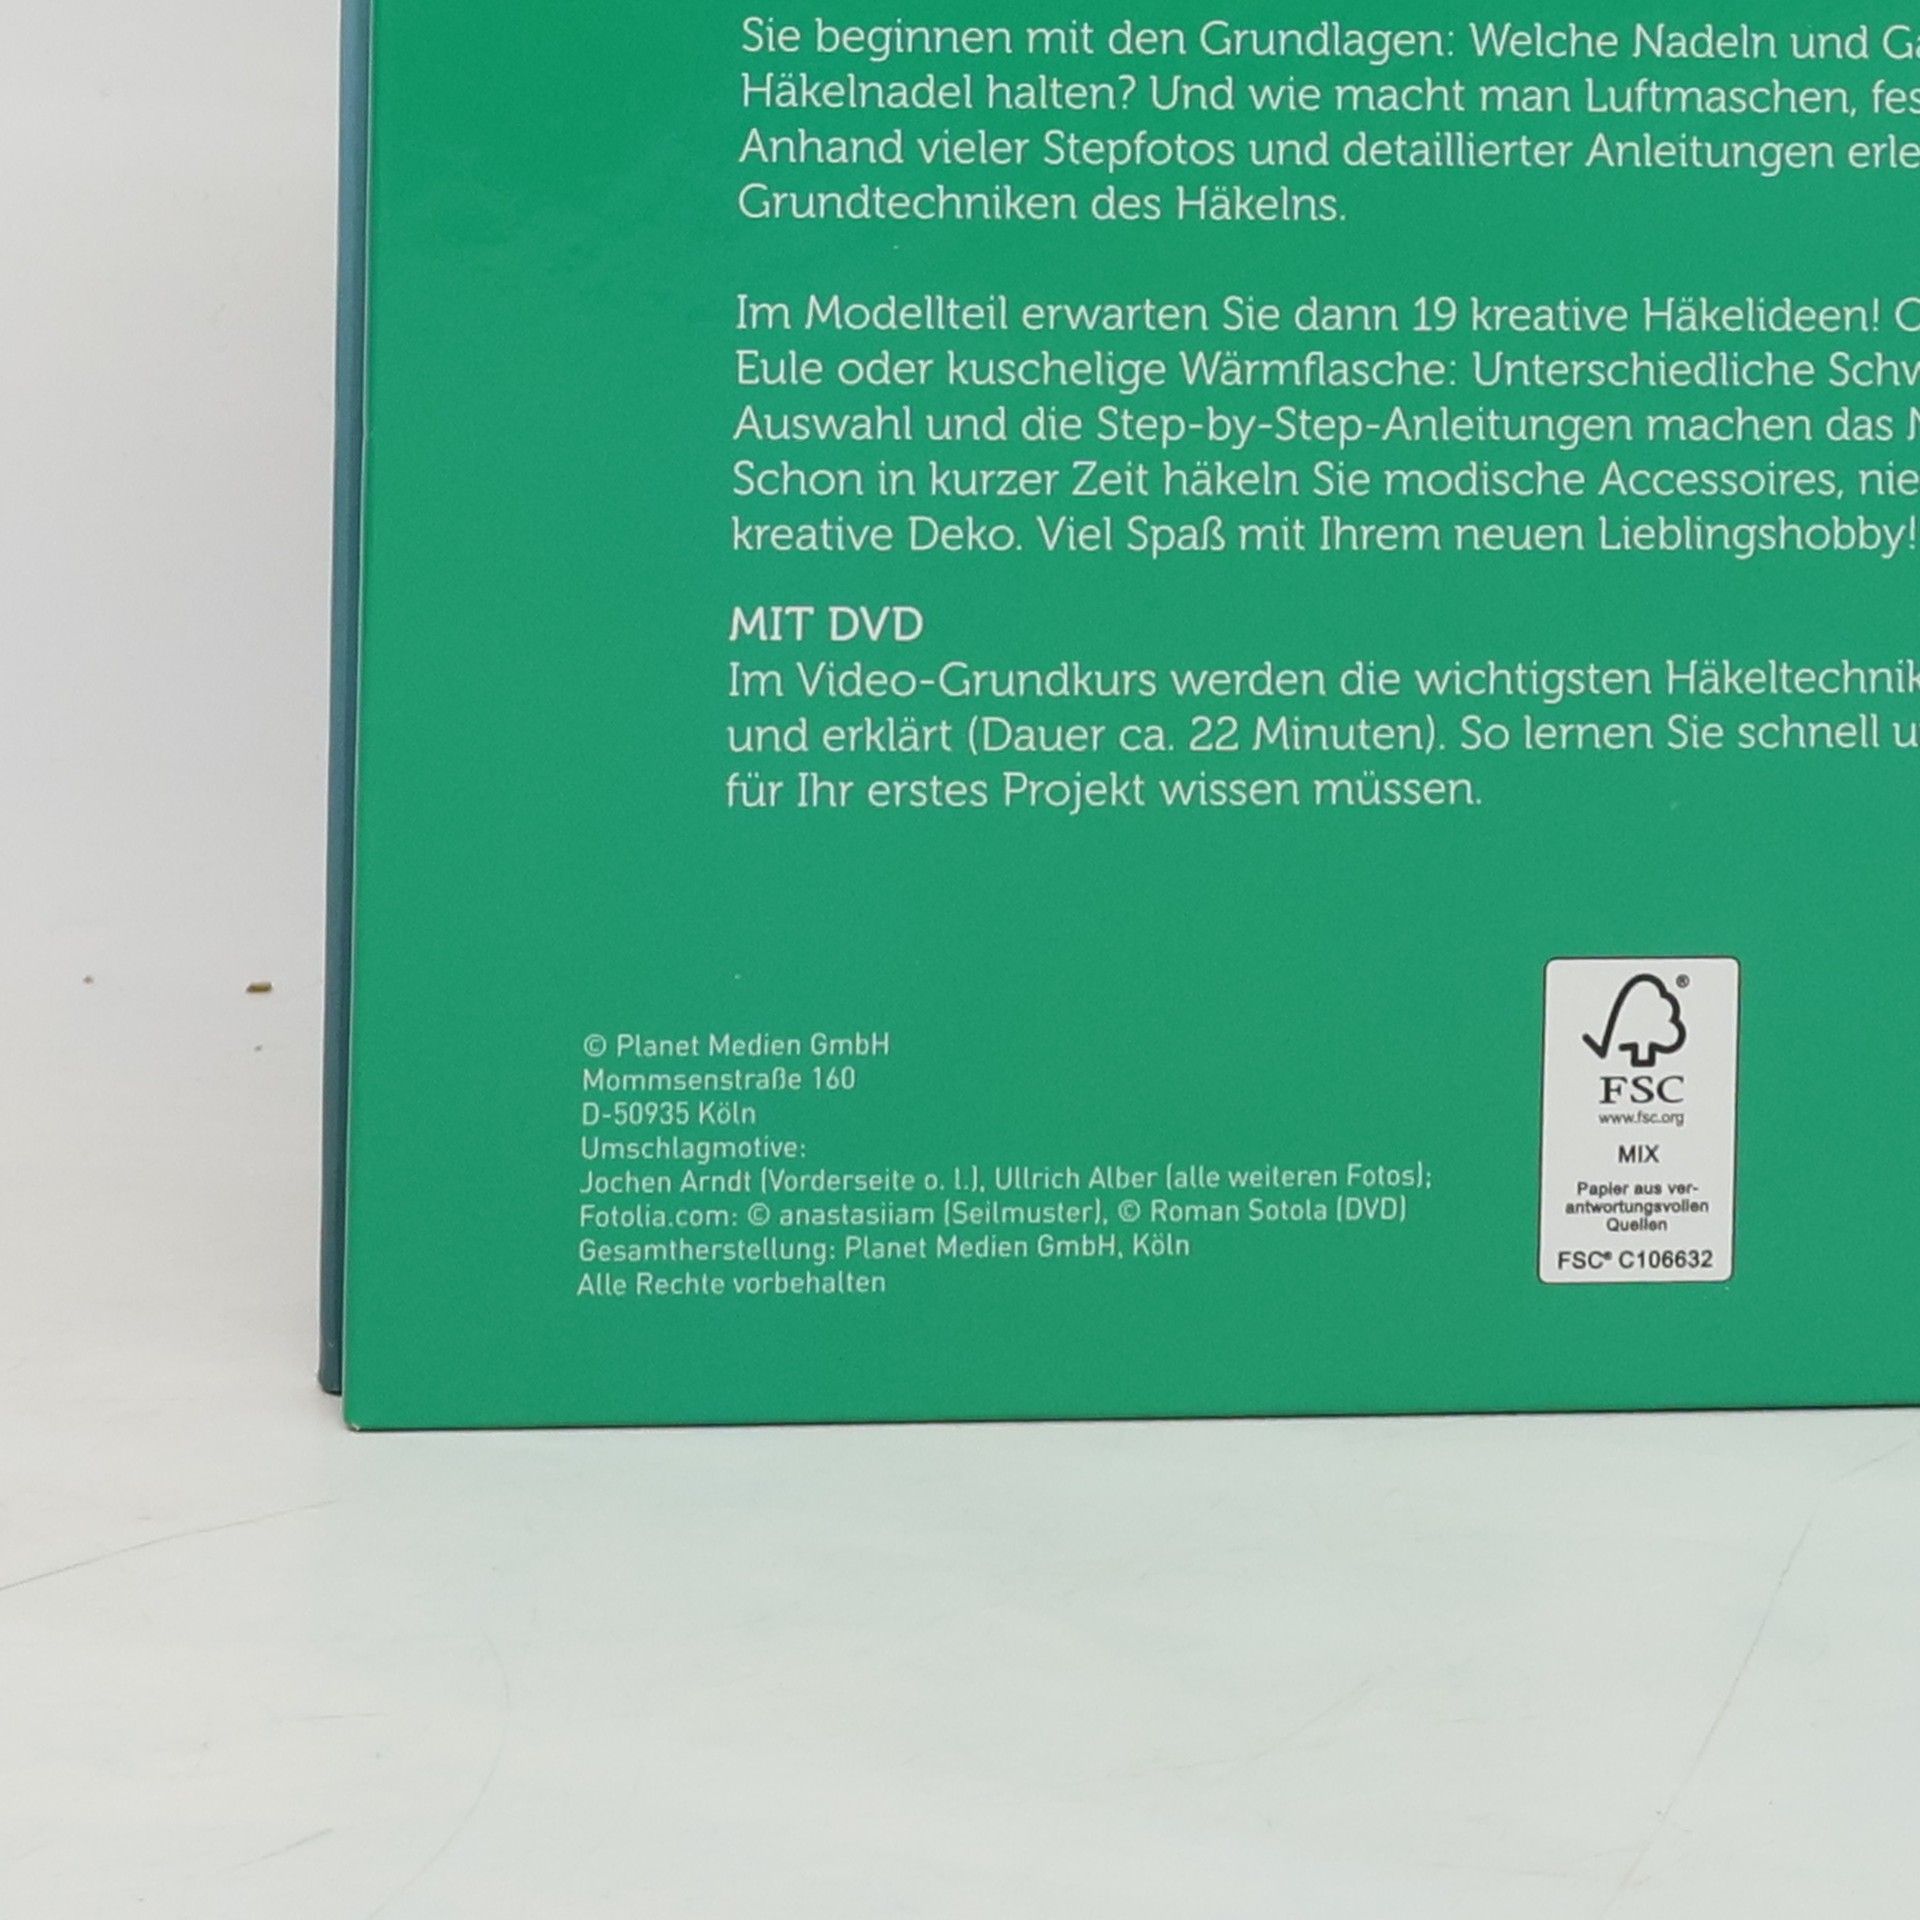 Sie beginnen mit den Grundlagen: Welche Nadeln und
Häkelnadel halten? Und wie macht man Luftmaschen,
Anhand vieler Stepfotos und detaillierter Anleitungen
Grundtechniken des Häkelns.
Im Modellteil erwarten Sie dann 19 kreative Häkelideen!
Eule oder kuschelige Wärmflasche: Unterschiedliche
Auswahl und die Step-by-Step-Anleitungen machen das
Schon in kurzer Zeit häkeln Sie modische Accessoires,
kreative Deko. Viel Spaß mit Ihrem neuen Lieblingshobby!
MIT DVD
Im Video-Grundkurs werden die wichtigsten
und erklärt (Dauer ca. 22 Minuten). So lernen Sie schnell
für Ihr erstes Projekt wissen müssen.
© Planet Medien GmbH
Mommsenstraße 160
D-50935 Köln
Umschlagmotive:
Jochen Arndt (Vorderseite o. l.), Ullrich Alber (alle weiteren Fotos);
Fotolia.com: © anastasiiam (Seilmuster), © Roman Sotola (DVD)
Gesamtherstellung: Planet Medien GmbH, Köln
Alle Rechte vorbehalten
®
FSC
www.fsc.org
MIX
Papier aus ver-
antwortungsvollen
Quellen
FSC® C106632